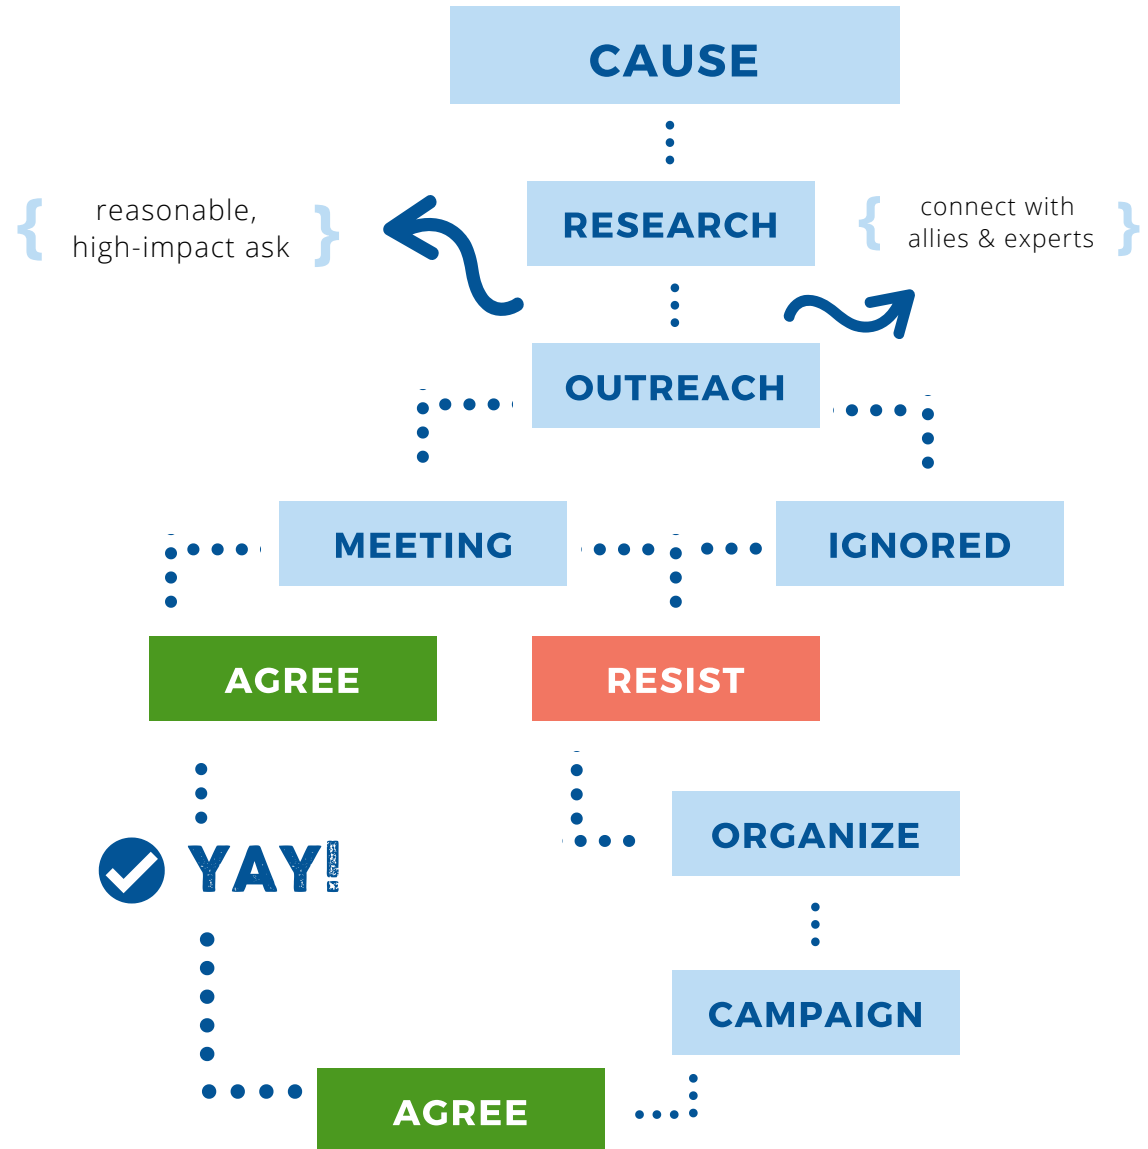 CAUSE
RESEARCH
{ reasonable,
high-impact ask }
{ connect with
allies & experts }
OUTREACH
MEETING
IGNORED
AGREE
RESIST
ORGANIZE
YAY!
CAMPAIGN
AGREE